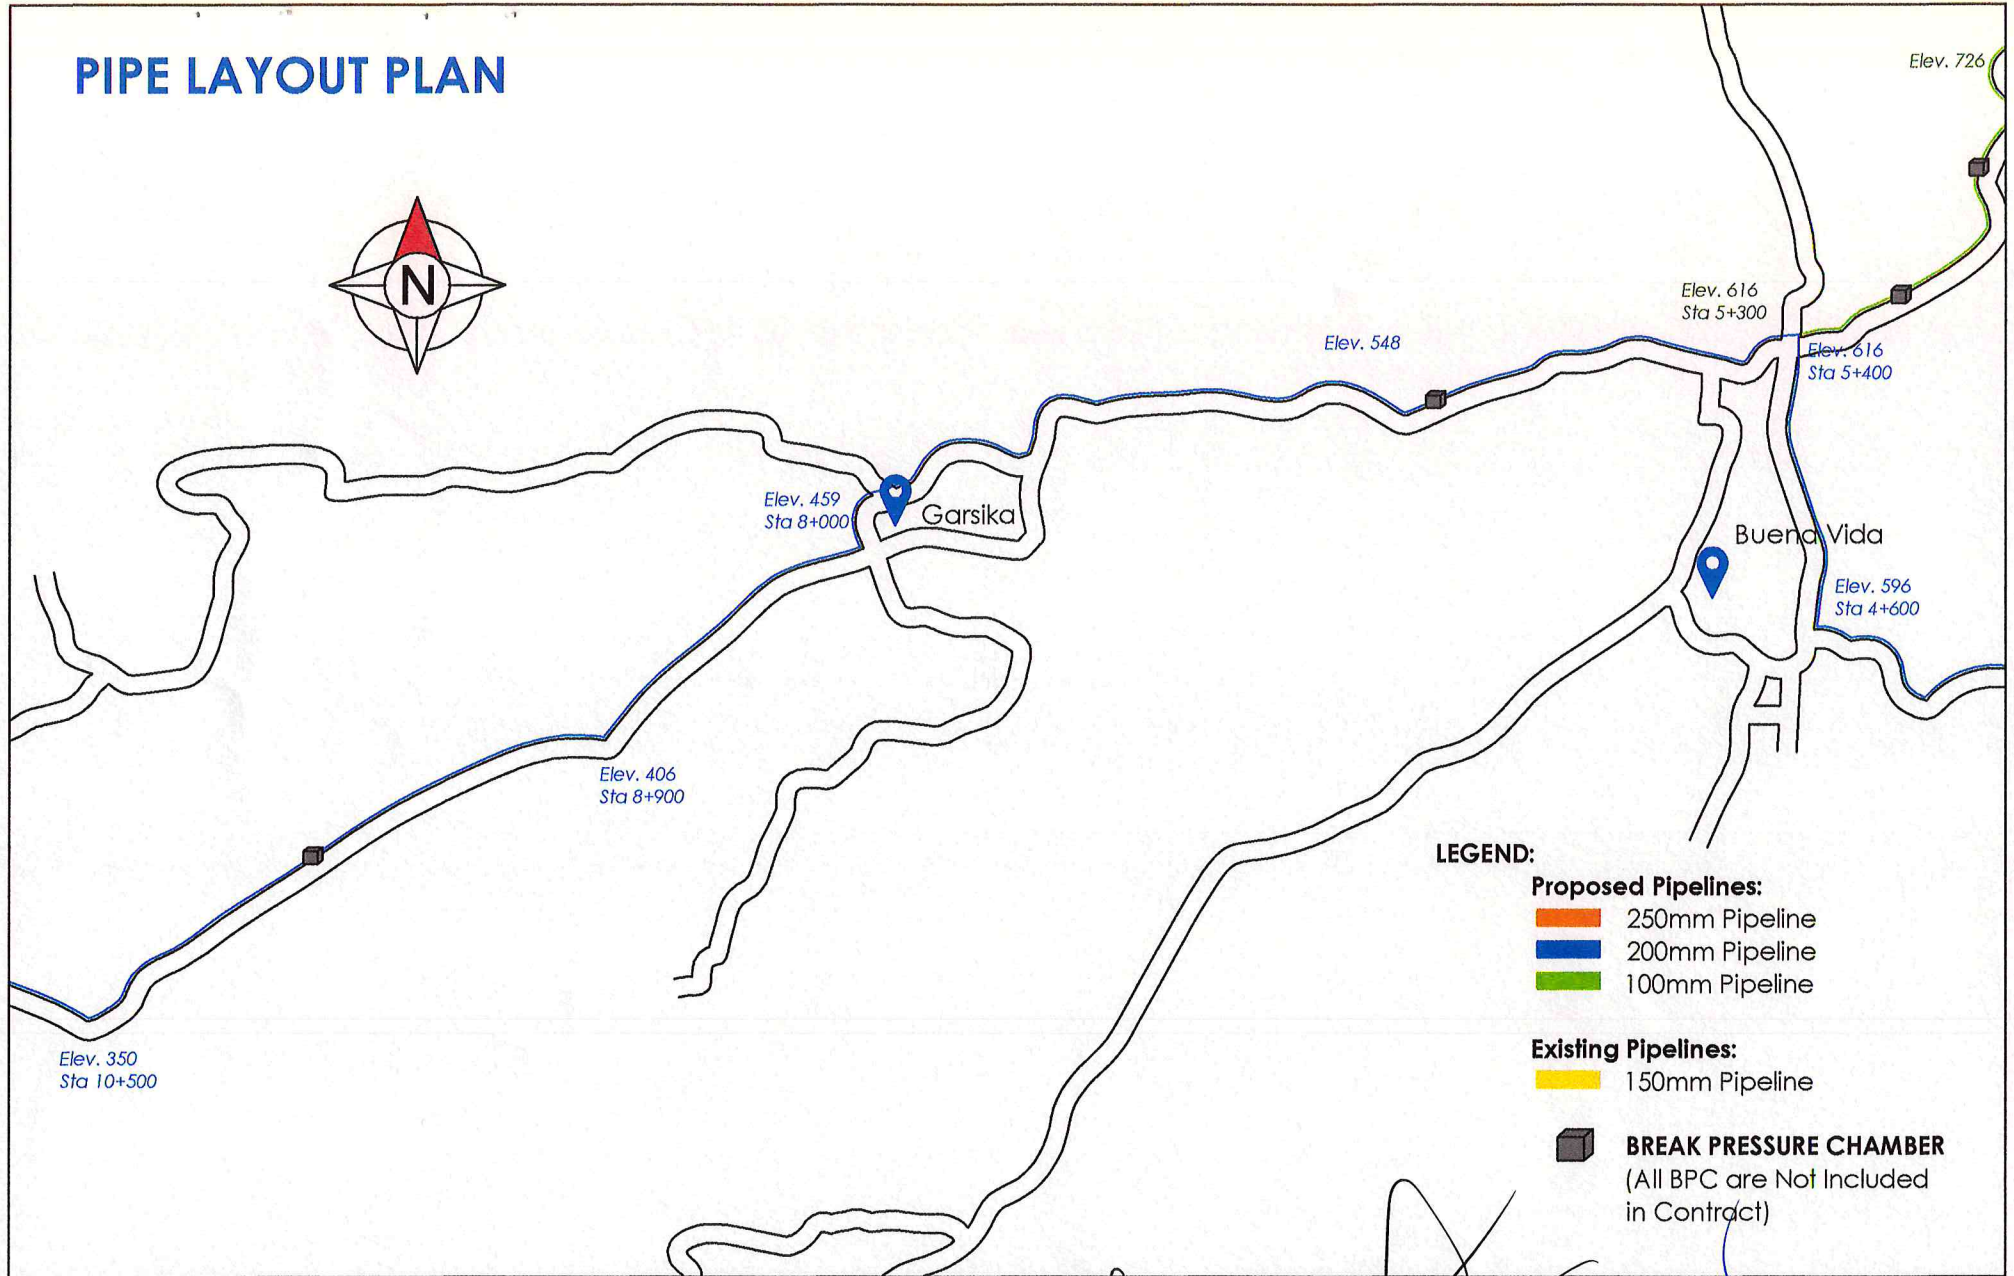 PIPE LAYOUT PLAN
Elev. 726
N
Elev. 616
Sta 5+300
Elev. 548
Elev. 616
Sta 5+400
Elev. 459
Sta 8+000
Garsika
Buena Vida
Elev. 596
Sta 4+600
Elev. 406
Sta 8+900
LEGEND:
Proposed Pipelines:
250mm Pipeline
200mm Pipeline
100mm Pipeline
Existing Pipelines:
150mm Pipeline
Elev. 350
Sta 10+500
BREAK PRESSURE CHAMBER
(All BPC are Not Included
in Contract)